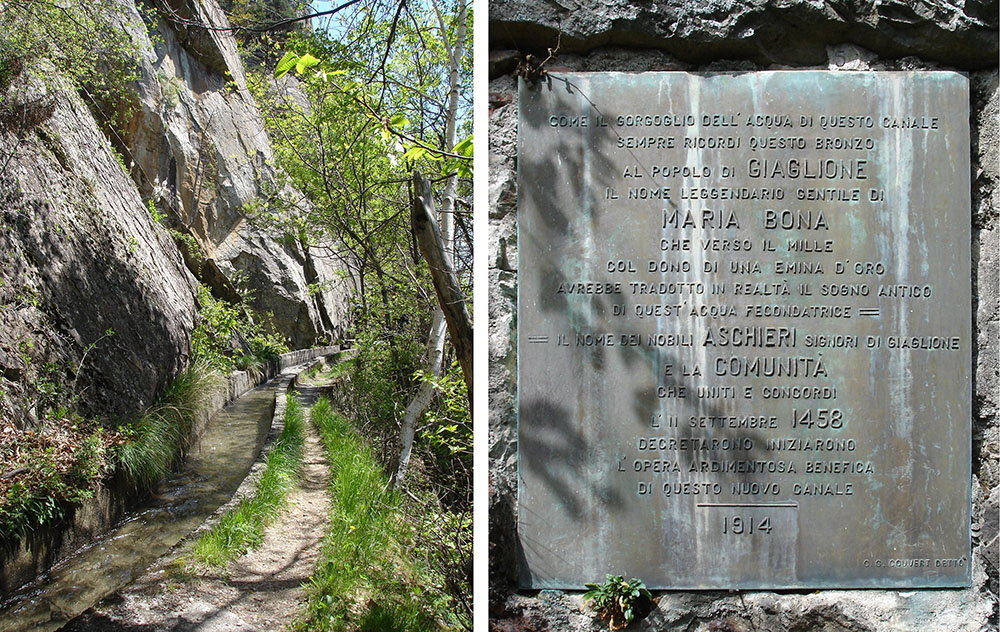 COME IL GORGOGLIO DELL'ACQUA DI QUESTO CANALE
SEMPRE RICORDI QUESTO BRONZO
AL POPOLO DI GIAGLIONE
IL NOME LEGGENDARIO GENTILE DI
MARIA BONA
CHE VERSO IL MILLE
COL DONO DI UNA EMINA D'ORO
AVREBBE TRADOTTO IN REALTÀ IL SOGNO ANTICO
DI QUEST'ACQUA FECONDATRICE =
= IL NOME DEI NOBILI ASCHIERI SIGNORI DI GIAGLIONE
E LA COMUNITÀ
CHE UNITI E CONCORDI
L'11 SETTEMBRE 1458
DECRETARONO INIZIARONO
L'OPERA ARDIMENTOSA BENEFICA
DI QUESTO NUOVO CANALE
1914
C. G. COUVERT DETTÒ